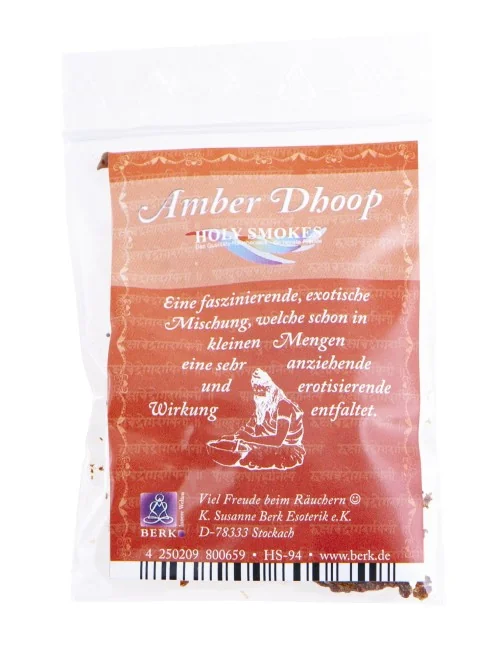 Amber Dhoop
HOLY SMOKES
Eine faszinierende, exotische
Mischung, welche schon in
kleinen Mengen
eine sehr anziehende
und erotisierende
Wirkung entfaltet.
Viel Freude beim Räuchern ☺
K. Susanne Berk Esoterik e.K.
D-78333 Stockach
BERK
4 250209 800659 • HS-94 • www.berk.de